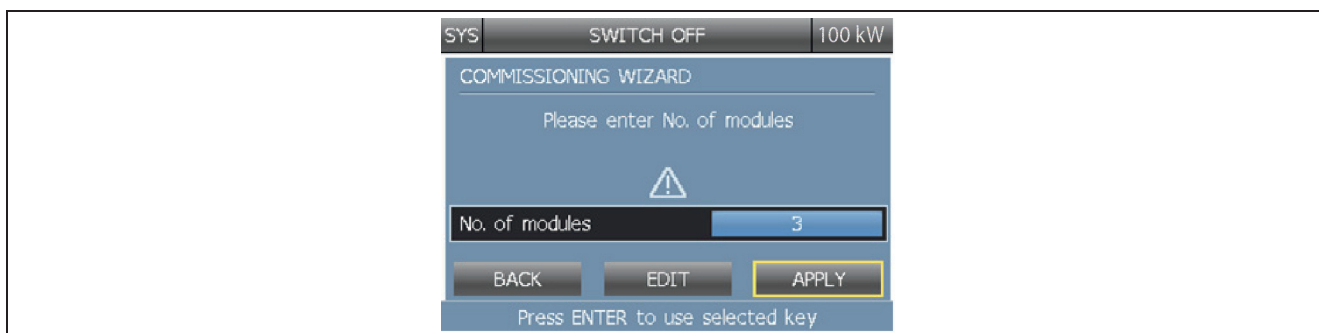 SYS SWITCH OFF 100 kW
COMMISSIONING WIZARD
Please enter No. of modules
No. of modules 3
BACK EDIT APPLY
Press ENTER to use selected key